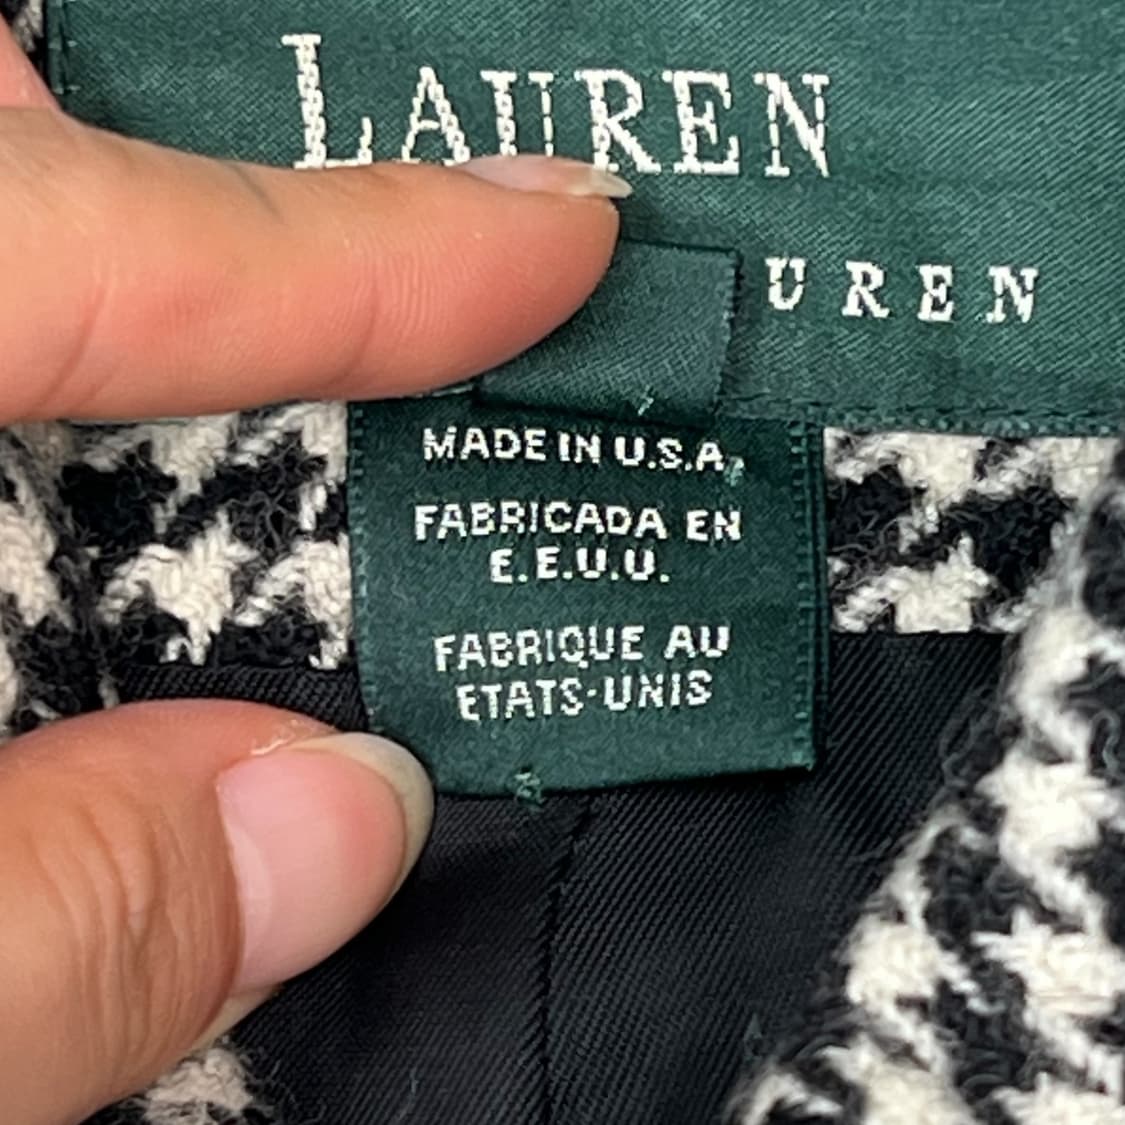 LAUREN
UREN
MADE IN U.S.A.
FABRICADA EN
E.E.U.U.
FABRIQUE AU
ETATS-UNIS